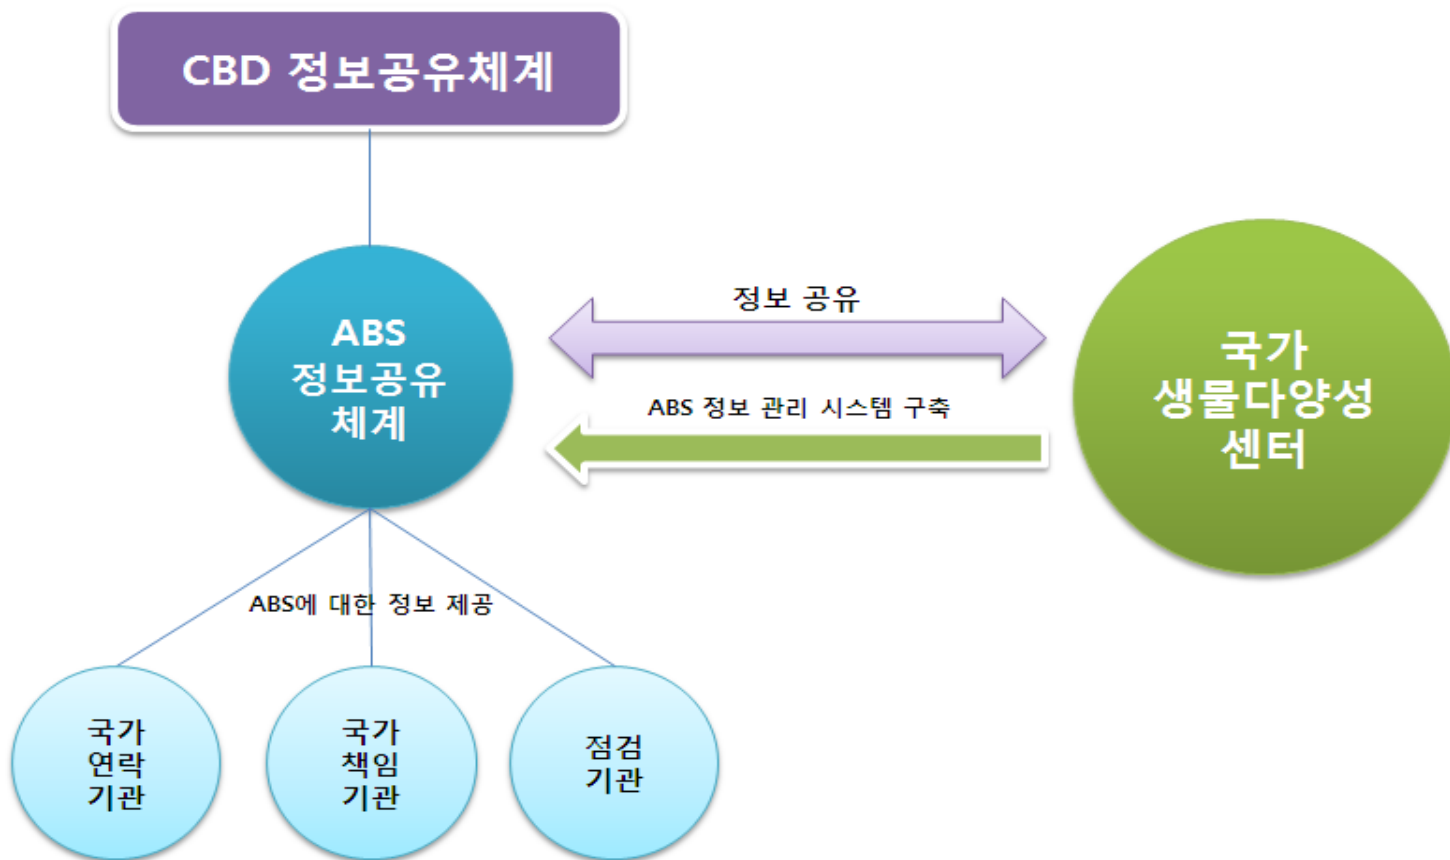 CBD 정보공유체계
ABS
정보공유
체계
정보 공유
ABS 정보 관리 시스템 구축
국가
생물다양성
센터
ABS에 대한 정보 제공
국가
연락
기관
국가
책임
기관
점검
기관